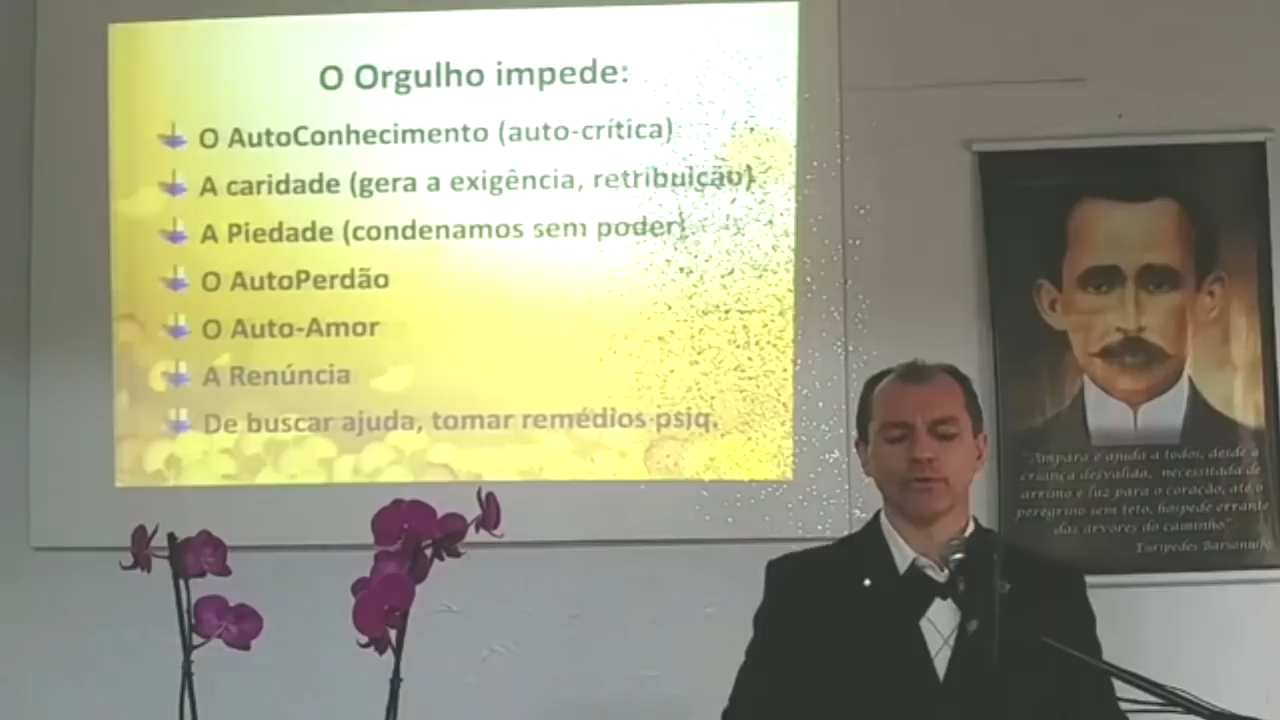 O Orgulho impede:
O AutoConhecimento (auto-crítica)
A caridade (gera a exigência, retribuição)
A Piedade (condenamos sem poder)
O AutoPerdão
O Auto-Amor
A Renúncia
De buscar ajuda, tomar remédios psiq.
"Ampara e ajuda a todos, desde a
criança desvalida, necessitada de
arrimo e luz para o coração, até o
peregrino sem teto, hóspede errante
das árvores do caminho".
Eurípedes Barsanulfo